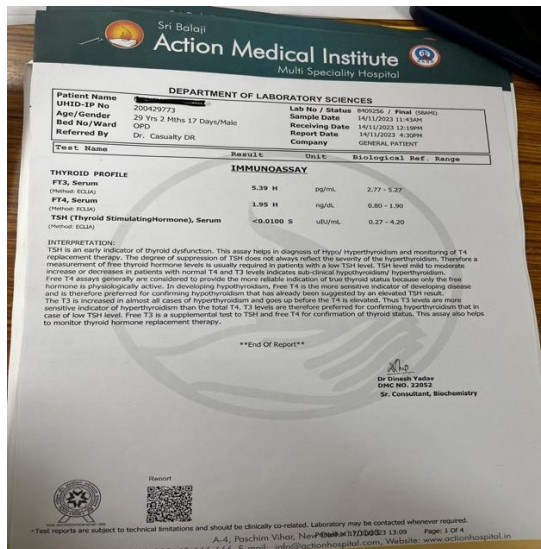 Sri Balaji
Action Medical Institute
Multi Speciality Hospital
DEPARTMENT OF LABORATORY SCIENCES
Patient Name
UHID-IP No 200429773
Age/Gender 29 Yrs 2 Mths 17 Days/Male
Bed No/Ward OPD
Referred By Dr. Casualty DR
Lab No / Status 8409256 / Final (SBAMI)
Sample Date 14/11/2023 11:43AM
Receiving Date 14/11/2023 12:19PM
Report Date 14/11/2023 4:30PM
Company GENERAL PATIENT
Test Name Result Unit Biological Ref. Range
IMMUNOASSAY
THYROID PROFILE
FT3, Serum 5.39 H pg/mL 2.77 - 5.27
(Method: ECLIA)
FT4, Serum 1.95 H ng/dL 0.80 - 1.90
(Method: ECLIA)
TSH (Thyroid StimulatingHormone), Serum <0.0100 S uIU/mL 0.27 - 4.20
(Method: ECLIA)
INTERPRETATION:
TSH is an early indicator of thyroid dysfunction. This assay helps in diagnosis of Hypo/ Hyperthyroidism and monitoring of T4
replacement therapy. The degree of suppression of TSH does not always reflect the severity of the hyperthyroidism. Therefore a
measurement of free thyroid hormone levels is usually required in patients with a low TSH level. TSH level mild to moderate
increase or decreases in patients with normal T4 and T3 levels indicates sub-clinical hypothyroidism/ hyperthyroidism.
Free T4 assays generally are considered to provide the more reliable indication of true thyroid status because only the free
hormone is physiologically active. In developing hypothyroidism, Free T4 is the more sensitive indicator of developing disease
and is therefore preferred for confirming hypothyroidism that has already been suggested by an elevated TSH result.
The T3 is increased in almost all cases of hyperthyroidism and goes up before the T4 is elevated. Thus T3 levels are more
sensitive indicator of hyperthyroidism than the total T4. T3 levels are therefore preferred for confirming hyperthyroidism that in
case of low TSH level. Free T3 is a supplemental test to TSH and free T4 for confirmation of thyroid status. This assay also helps
to monitor thyroid hormone replacement therapy.
**End Of Report**
Dr Dinesh Yadav
DMC NO. 22052
Sr. Consultant, Biochemistry
Report
*Test reports are subject to technical limitations and should be clinically co-related. Laboratory may be contacted whenever required.
A-4, Paschim Vihar, New 13:09 Page: 1 Of 4
E-mail: info@actionhospital.com, Website: www.actionhospital.in